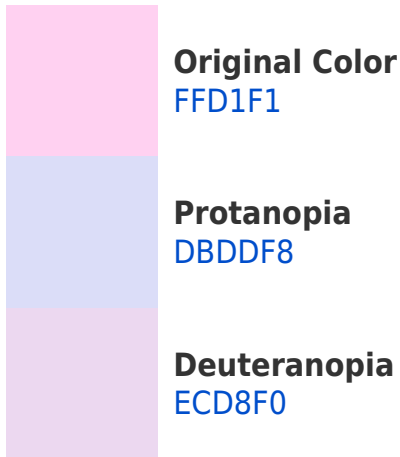 Original Color
FFD1F1
Protanopia
DBDDF8
Deuteranopia
ECD8F0